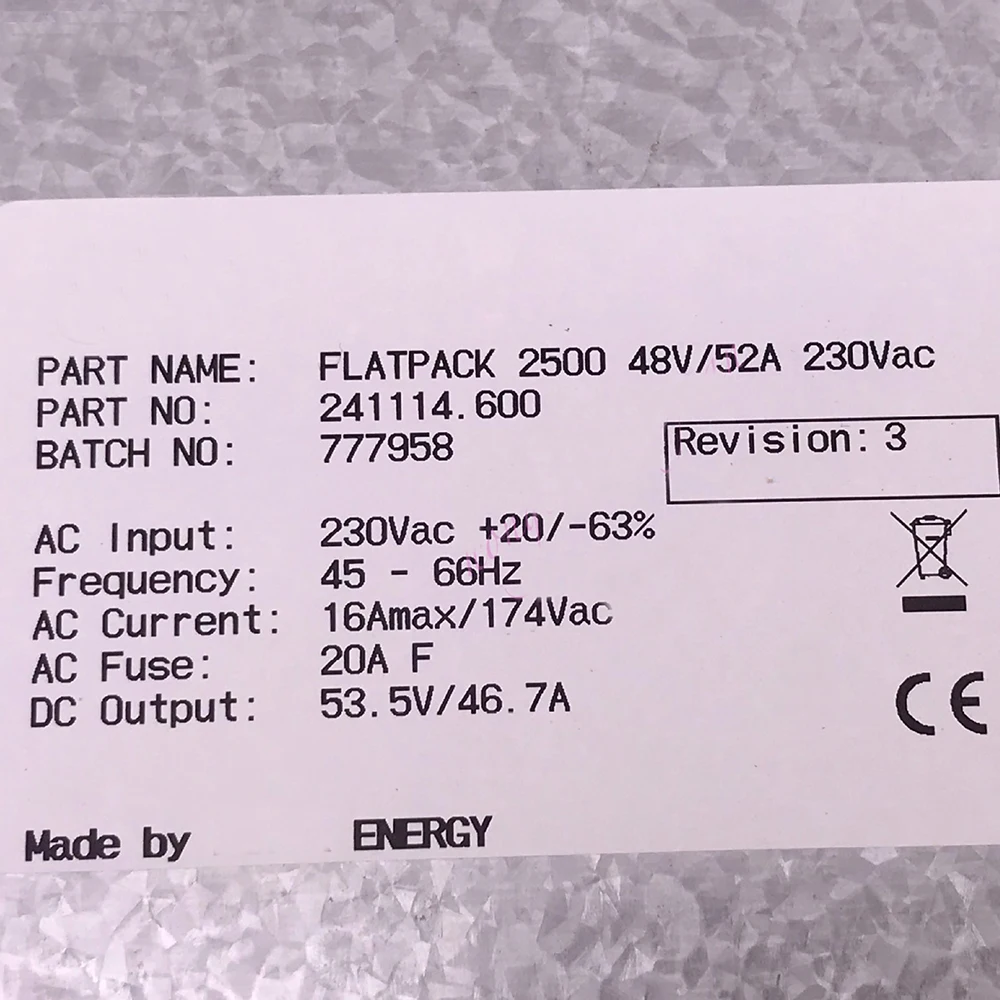 PART NAME: FLATPACK 2500 48V/52A 230Vac
PART NO: 241114.600
BATCH NO: 777958
Revision: 3
AC Input: 230Vac +20/-63%
Frequency: 45 - 66Hz
AC Current: 16Amax/174Vac
AC Fuse: 20A F
DC Output: 53.5V/46.7A
CE
Made by ENERGY